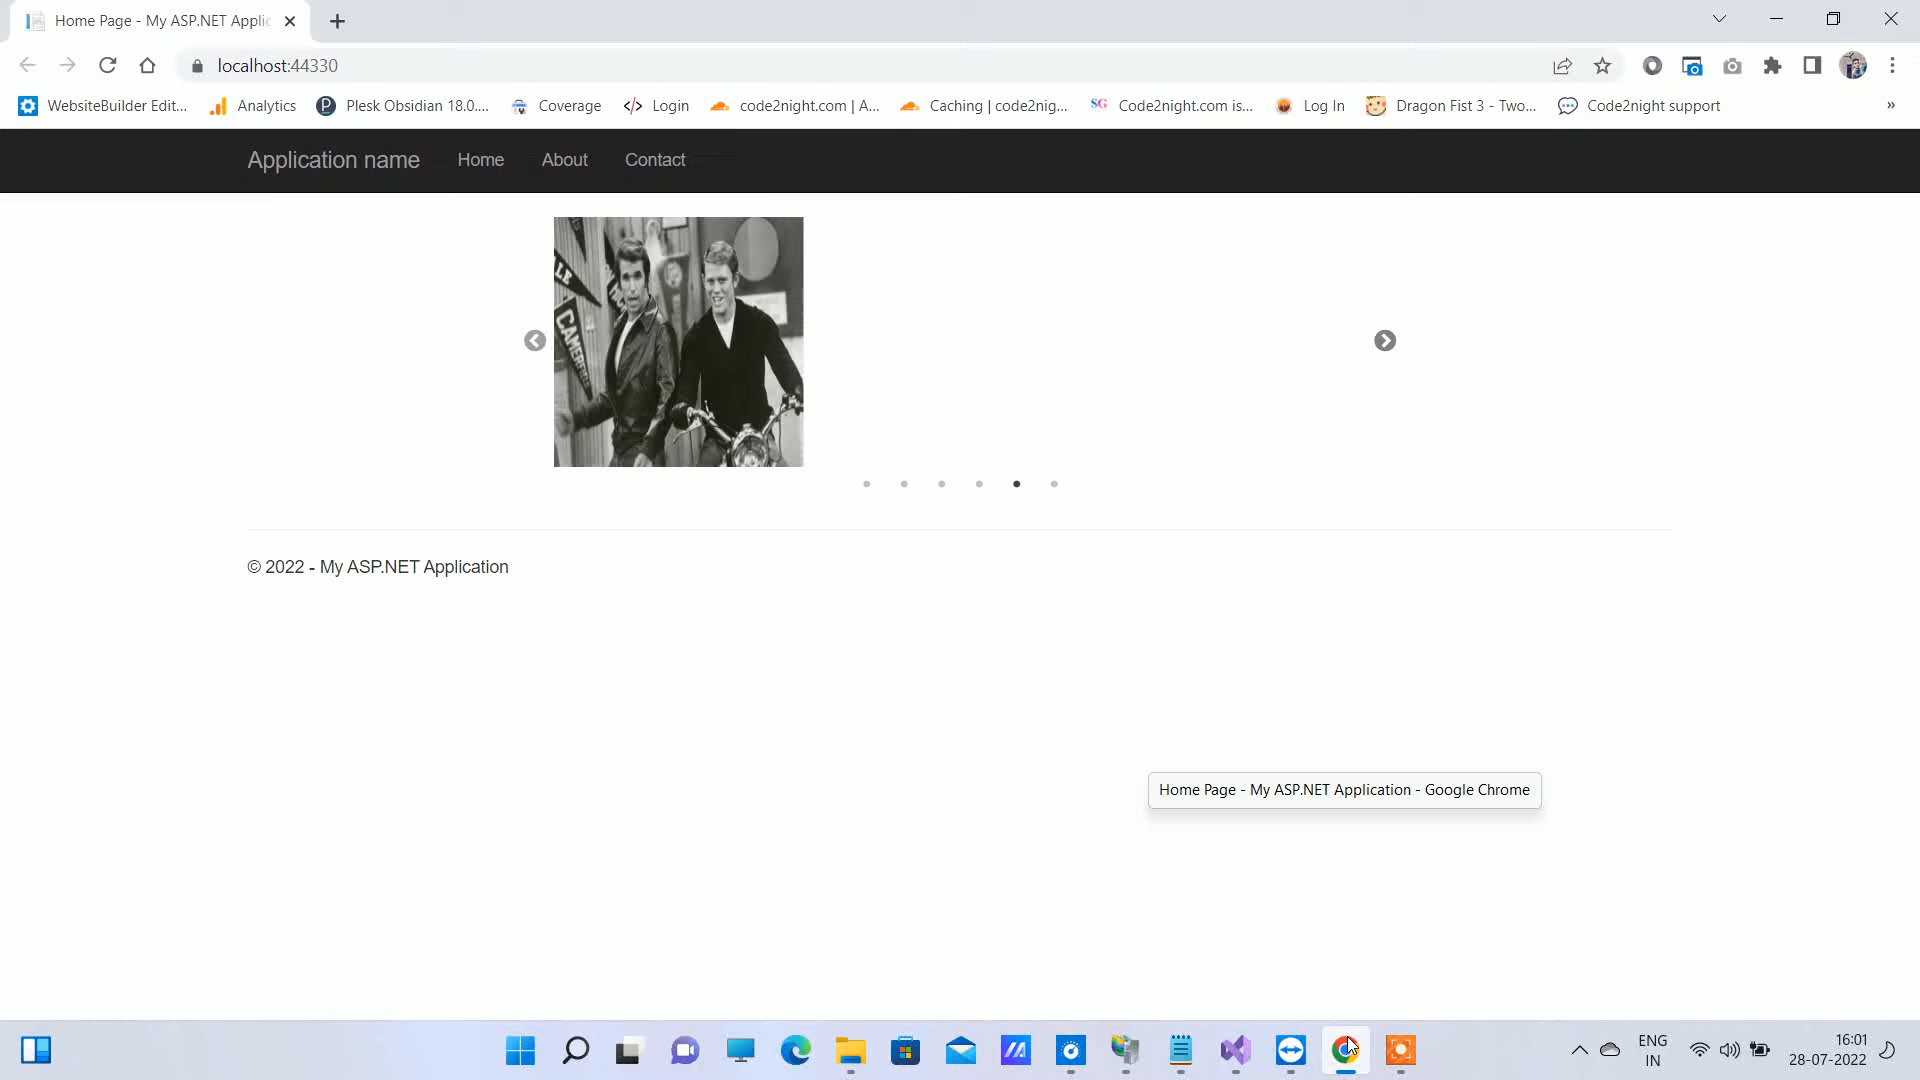 Home Page - My ASP.NET Applic
localhost:44330
WebsiteBuilder Edit...
Analytics
Plesk Obsidian 18.0....
Coverage
Login
code2night.com | A...
Caching | code2nig...
SG
Code2night.com is...
Log In
Dragon Fist 3 - Two...
Code2night support
»
Application name
Home
About
Contact
CAMERFIELD
© 2022 - My ASP.NET Application
Home Page - My ASP.NET Application - Google Chrome
ENG
IN
16:01
28-07-2022